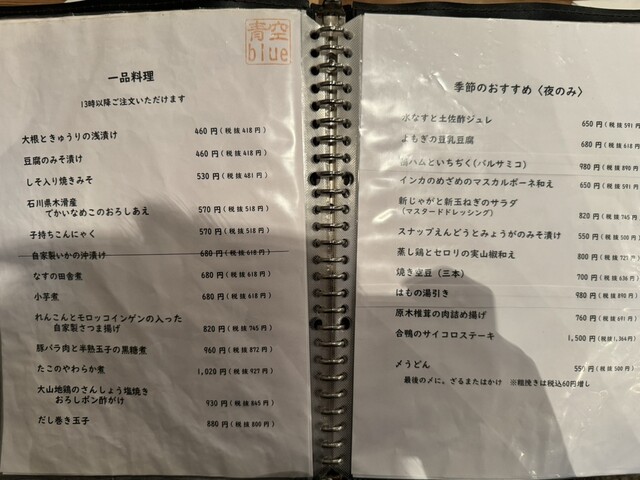 青空
blue
一品料理
13時以降ご注文いただけます
大根ときゅうりの浅漬け 460円(税抜418円)
豆腐のみそ漬け 460円(税抜418円)
しそ入り焼きみそ 530円(税抜481円)
石川県木滑産
でかいなめこのおろしあえ 570円(税抜518円)
子持ちこんにゃく 570円(税抜518円)
自家製いかの沖漬け 680円(税抜618円)
なすの田舎煮 680円(税抜618円)
小芋煮 680円(税抜618円)
れんこんとモロッコインゲンの入った
自家製さつま揚げ 820円(税抜745円)
豚バラ肉と半熟玉子の黒糖煮 960円(税抜872円)
たこのやわらか煮 1,020円(税抜927円)
大山地鶏のさんしょう塩焼き
おろしポン酢がけ 930円(税抜845円)
だし巻き玉子 880円(税抜800円)
季節のおすすめ〈夜のみ〉
水なすと土佐酢ジュレ 650円(税抜591円
よもぎの豆乳豆腐 680円(税抜618円
ハムといちぢく(バルサミコ) 980円(税抜890円
インカのめざめのマスカルポーネ和え 650円(税抜591円
新じゃがと新玉ねぎのサラダ
(マスタードドレッシング) 820円(税抜745円
スナップえんどうとみょうがのみそ漬け 550円(税抜500円
蒸し鶏とセロリの実山椒和え 800円(税抜727円
焼き空豆(三本) 700円(税抜636円
はもの湯引き 980円(税抜890円
原木椎茸の肉詰め揚げ 760円(税抜691円
合鴨のサイコロステーキ 1,500円(税抜1,364円
〆うどん 550円(税抜500円
最後の〆に。ざるまたはかけ ※粗挽きは税込60円増し